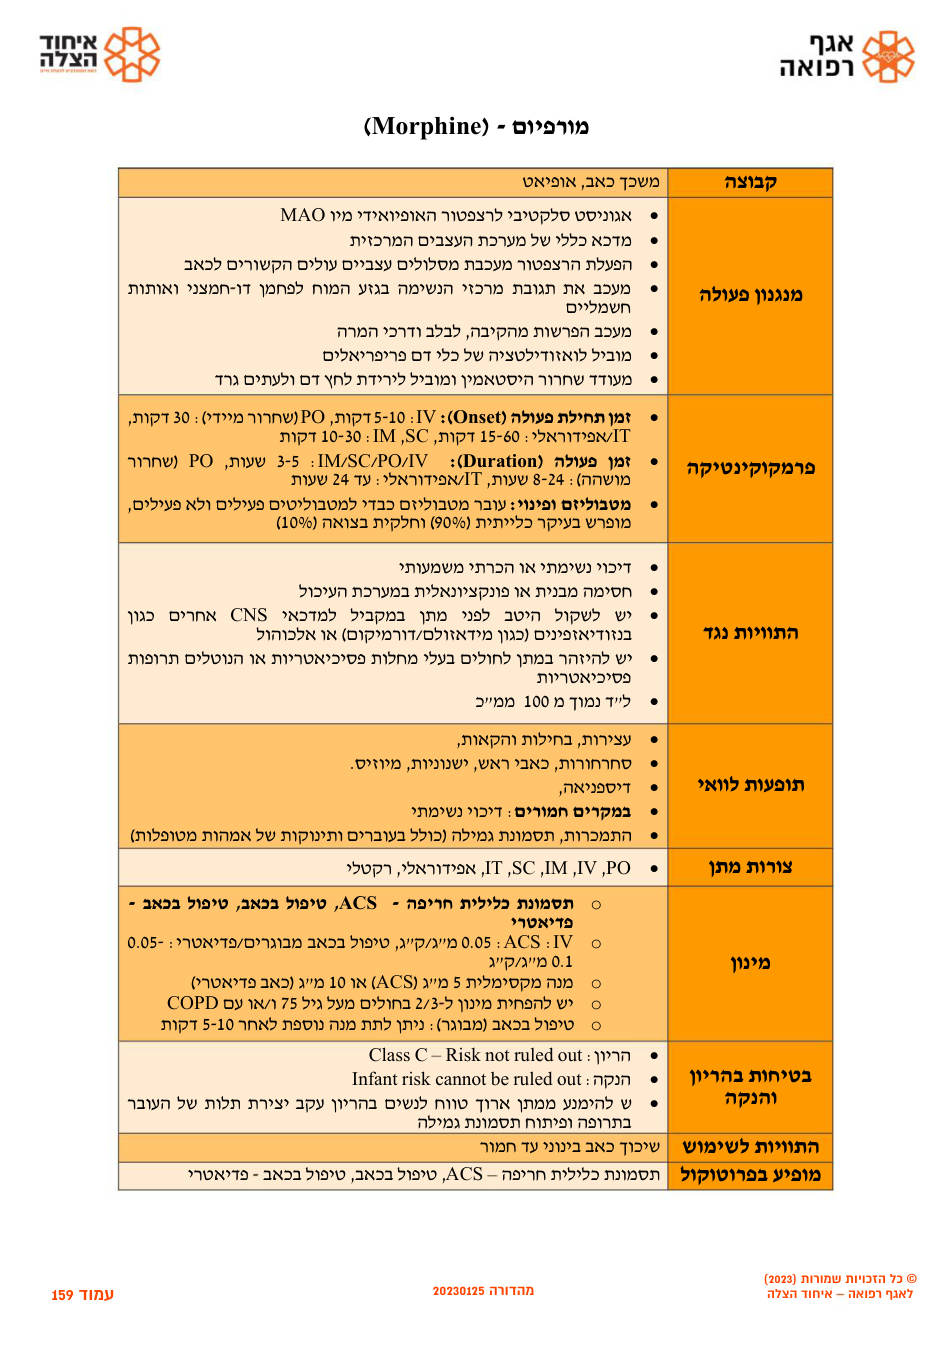 איחוד
הצלה
אגף
רפואה
מורפיום - (Morphine)
קבוצה
משכך כאב, אופיאט
מנגנון פעולה
• אגוניסט סלקטיבי לרצפטור האופיואידי מיו MAO
• מדכא כללי של מערכת העצבים המרכזית
• הפעלת הרצפטור מעכבת מסלולים עצביים עולים הקשורים לכאב
• מעכב את תגובת מרכזי הנשימה בגזע המוח לפחמן דו-חמצני ואותות
חשמליים
• מעכב הפרשות מהקיבה, לבלב ודרכי המרה
• מוביל לואזודילטציה של כלי דם פריפריאלים
• מעודד שחרור היסטאמין ומוביל לירידת לחץ דם ולעתים גרד
פרמקוקינטיקה
• זמן תחילת פעולה (Onset): IV: 5-10 דקות, PO (שחרור מיידי): 30 דקות,
IT/אפידוראלי: 15-60 דקות, IM, SC: 10-30 דקות
• זמן פעולה (Duration): IM/SC/PO/IV: 3-5 שעות, PO (שחרור
מושהה): 8-24 שעות, IT/אפידוראלי: עד 24 שעות
• מטבוליזם ופינוי: עובר מטבוליזם כבדי למטבוליטים פעילים ולא פעילים,
מופרש בעיקר כלייתית (90%) וחלקית בצואה (10%)
התוויות נגד
• דיכוי נשימתי או הכרתי משמעותי
• חסימה מבנית או פונקציונאלית במערכת העיכול
• יש לשקול היטב לפני מתן במקביל למדכאי CNS אחרים כגון
בנזודיאזפינים (כגון מידאזולם/דורמיקום) או אלכוהול
• יש להיזהר במתן לחולים בעלי מחלות פסיכיאטריות או הנוטלים תרופות
פסיכיאטריות
• ל״ד נמוך מ 100 ממ״כ
תופעות לוואי
• עצירות, בחילות והקאות,
• סחרחורות, כאבי ראש, ישנוניות, מיוזיס.
• דיספניאה,
• במקרים חמורים: דיכוי נשימתי
• התמכרות, תסמונת גמילה (כולל בעוברים ותינוקות של אמהות מטופלות)
צורות מתן
• PO, IV, IM, SC, IT, אפידוראלי, רקטלי
מינון
o תסמונת כלילית חריפה - ACS, טיפול בכאב, טיפול בכאב -
פדיאטרי
o IV: ACS: 0.05 מ״ג/ק״ג, טיפול בכאב מבוגרים/פדיאטרי: 0.05-
0.1 מ״ג/ק״ג
o מנה מקסימלית 5 מ״ג (ACS) או 10 מ״ג (כאב פדיאטרי)
o יש להפחית מינון ל-2/3 בחולים מעל גיל 75 ו/או עם COPD
o טיפול בכאב (מבוגר): ניתן לתת מנה נוספת לאחר 5-10 דקות
בטיחות בהריון
והנקה
• הריון: Class C – Risk not ruled out
• הנקה: Infant risk cannot be ruled out
• ש להימנע ממתן ארוך טווח לנשים בהריון עקב יצירת תלות של העובר
בתרופה ופיתוח תסמונת גמילה
התוויות לשימוש
שיכוך כאב בינוני עד חמור
מופיע בפרוטוקול
תסמונת כלילית חריפה – ACS, טיפול בכאב, טיפול בכאב - פדיאטרי
© כל הזכויות שמורות (2023)
לאגף רפואה – איחוד הצלה
מהדורה 20230125
עמוד 159